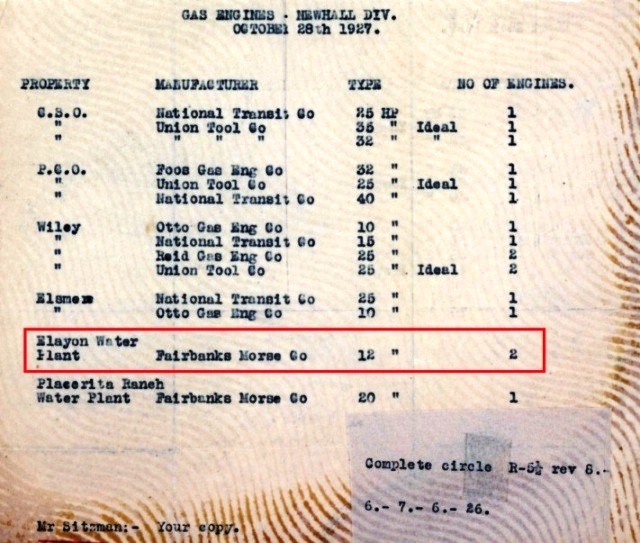 GAS ENGINES - NEWHALL DIV.
OCTOBER 28th 1927.
PROPERTY MANUFACTURER TYPE NO OF ENGINES.
G.S.O. National Transit Co 25 HP 1
" Union Tool Co 35 " Ideal 1
" " " " 32 " " 1
P.C.O. Foos Gas Eng Co 32 " 1
" Union Tool Co 25 " Ideal 1
" National Transit Co 40 " 1
Wiley Otto Gas Eng Co 10 " 1
" National Transit Co 15 " 1
" Reid Gas Eng Co 25 " 2
" Union Tool Co 25 " Ideal 2
Elsmere National Transit Co 25 " 1
" Otto Gas Eng Co 10 " 1
Elayon Water
Plant Fairbanks Morse Co 12 " 2
Placerita Ranch
Water Plant Fairbanks Morse Co 20 " 1
Complete circle R-5½ rev 8.-
6.- 7.- 6.- 26.
Mr Sitzman:- Your copy.